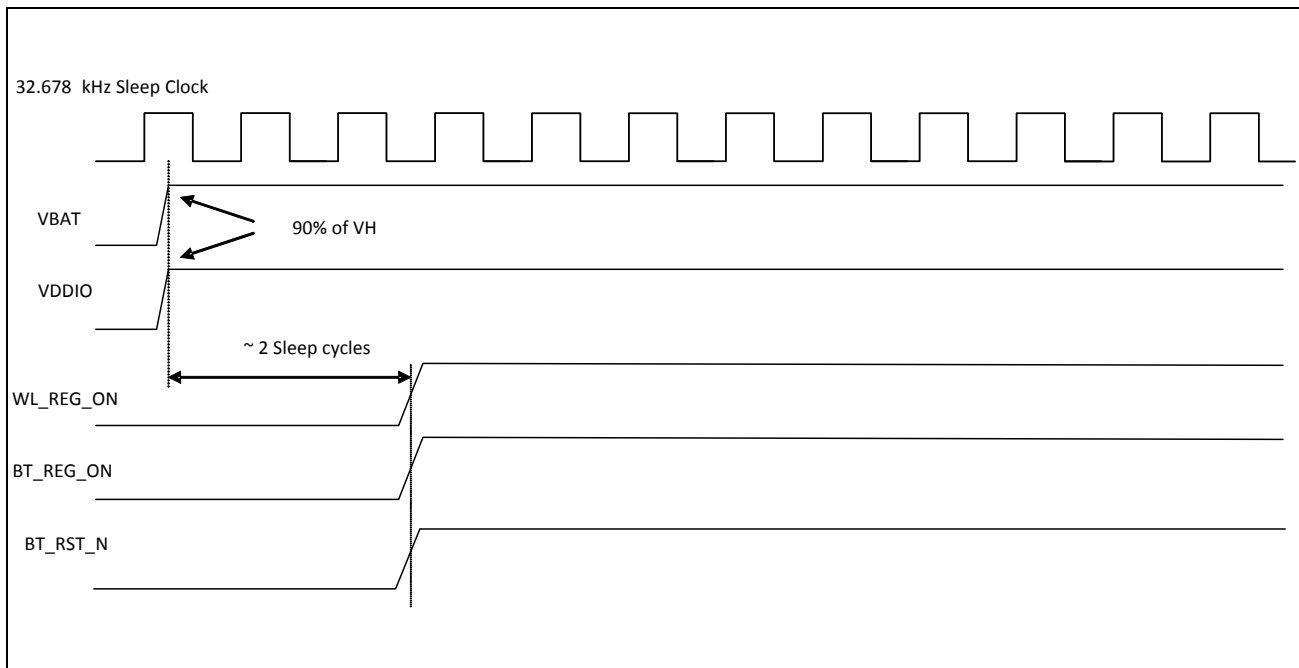 32.678 kHz Sleep Clock
VBAT
90% of VH
VDDIO
~ 2 Sleep cycles
WL_REG_ON
BT_REG_ON
BT_RST_N